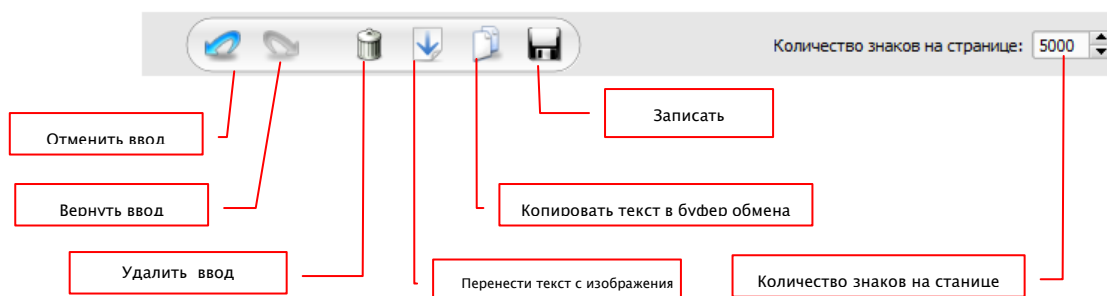 Количество знаков на странице: 5000
Записать
Отменить ввод
Вернуть ввод
Копировать текст в буфер обмена
Удалить ввод
Перенести текст с изображения
Количество знаков на станице